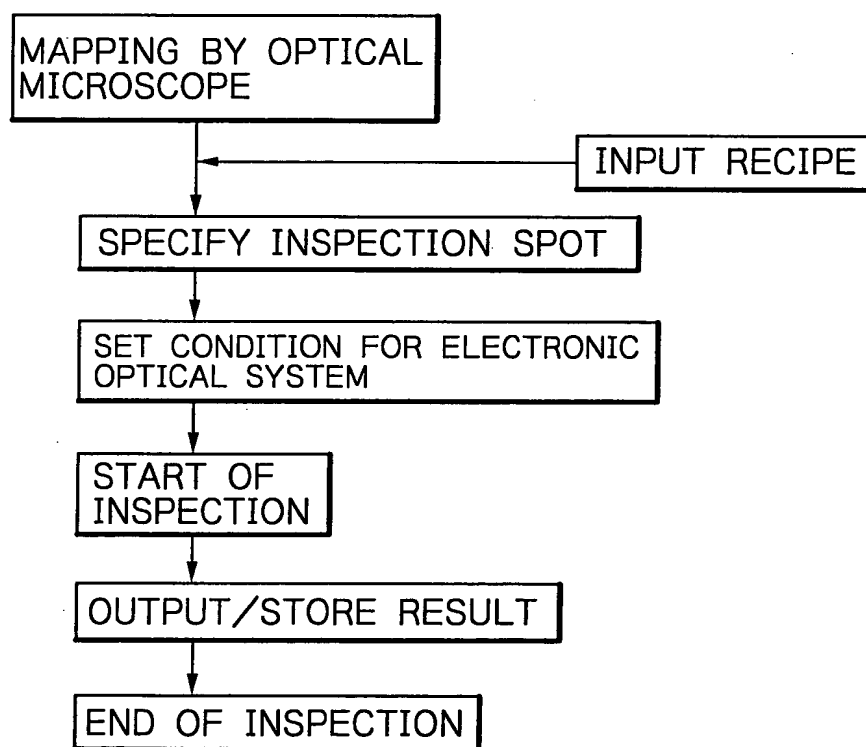 MAPPING BY OPTICAL
MICROSCOPE
INPUT RECIPE
SPECIFY INSPECTION SPOT
SET CONDITION FOR ELECTRONIC
OPTICAL SYSTEM
START OF
INSPECTION
OUTPUT/STORE RESULT
END OF INSPECTION